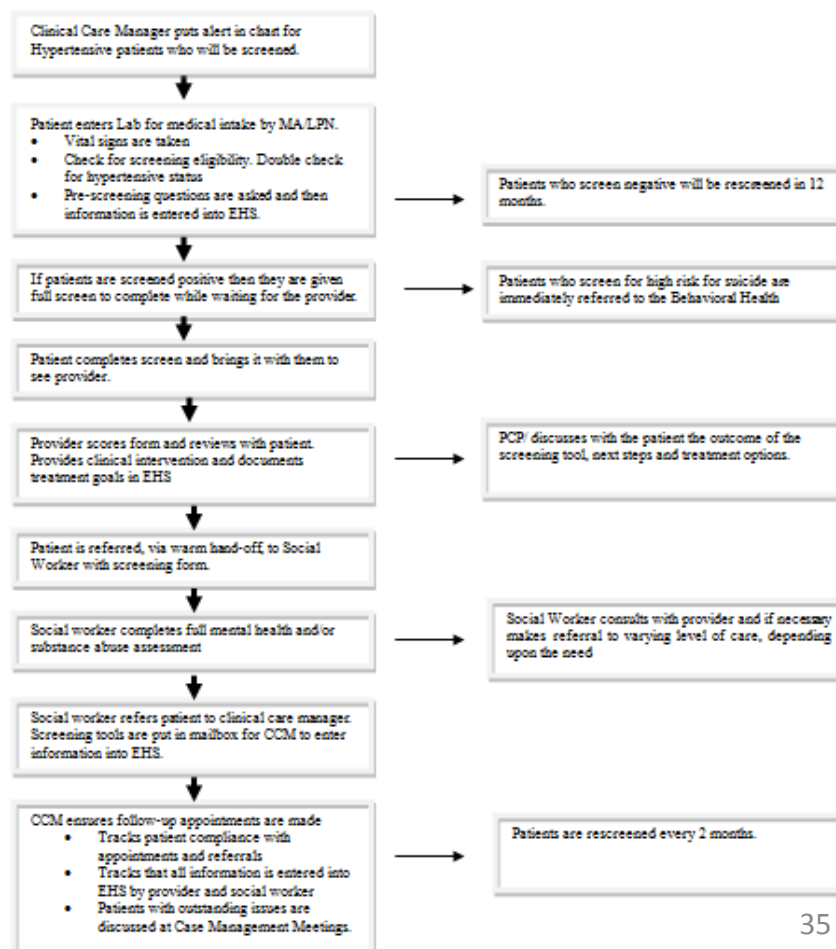 Clinical Care Manager puts alert in chart for
Hypertensive patients who will be screened.
Patient enters Lab for medical intake by MA/LPN.
• Vital signs are taken
• Check for screening eligibility. Double check
for hypertensive status
• Pre-screening questions are asked and then
information is entered into EHS.
Patients who screen negative will be rescreened in 12
months.
If patients are screened positive then they are given
full screen to complete while waiting for the provider.
Patients who screen for high risk for suicide are
immediately referred to the Behavioral Health
Patient completes screen and brings it with them to
see provider.
Provider scores form and reviews with patient.
Provides clinical intervention and documents
treatment goals in EHS
PCP/ discusses with the patient the outcome of the
screening tool, next steps and treatment options.
Patient is referred, via warm hand-off, to Social
Worker with screening form.
Social worker completes full mental health and/or
substance abuse assessment
Social Worker consults with provider and if necessary
makes referral to varying level of care, depending
upon the need
Social worker refers patient to clinical care manager.
Screening tools are put in mailbox for CCM to enter
information into EHS.
CCM ensures follow-up appointments are made
• Tracks patient compliance with
appointments and referrals
• Tracks that all information is entered into
EHS by provider and social worker
• Patients with outstanding issues are
discussed at Case Management Meetings.
Patients are rescreened every 2 months.
35